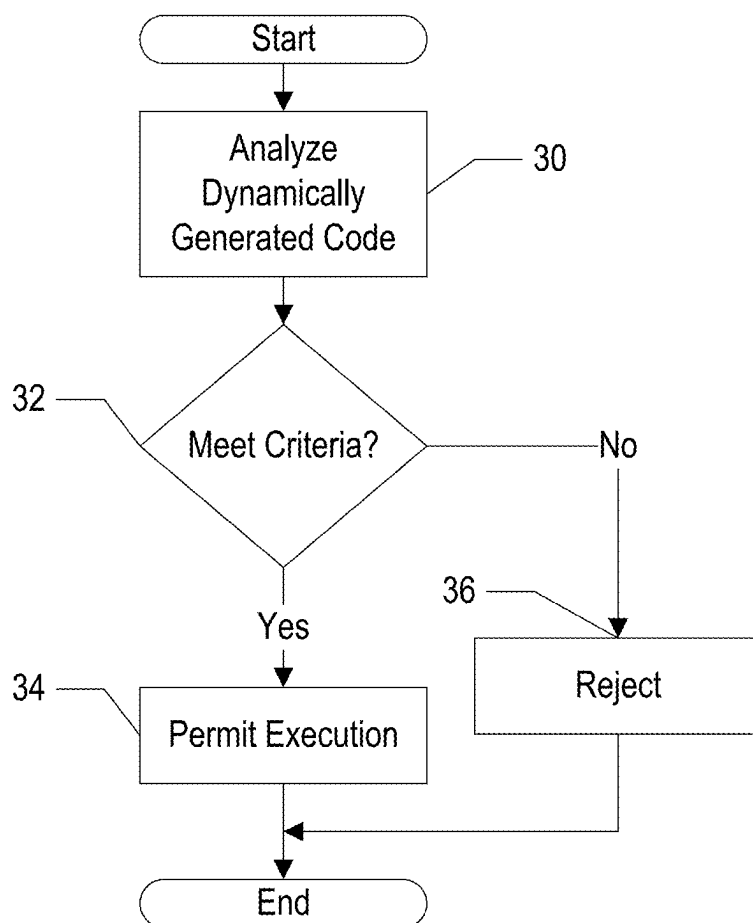 Start
Analyze
Dynamically
Generated Code
30
32
Meet Criteria?
No
Yes
36
34
Permit Execution
Reject
End